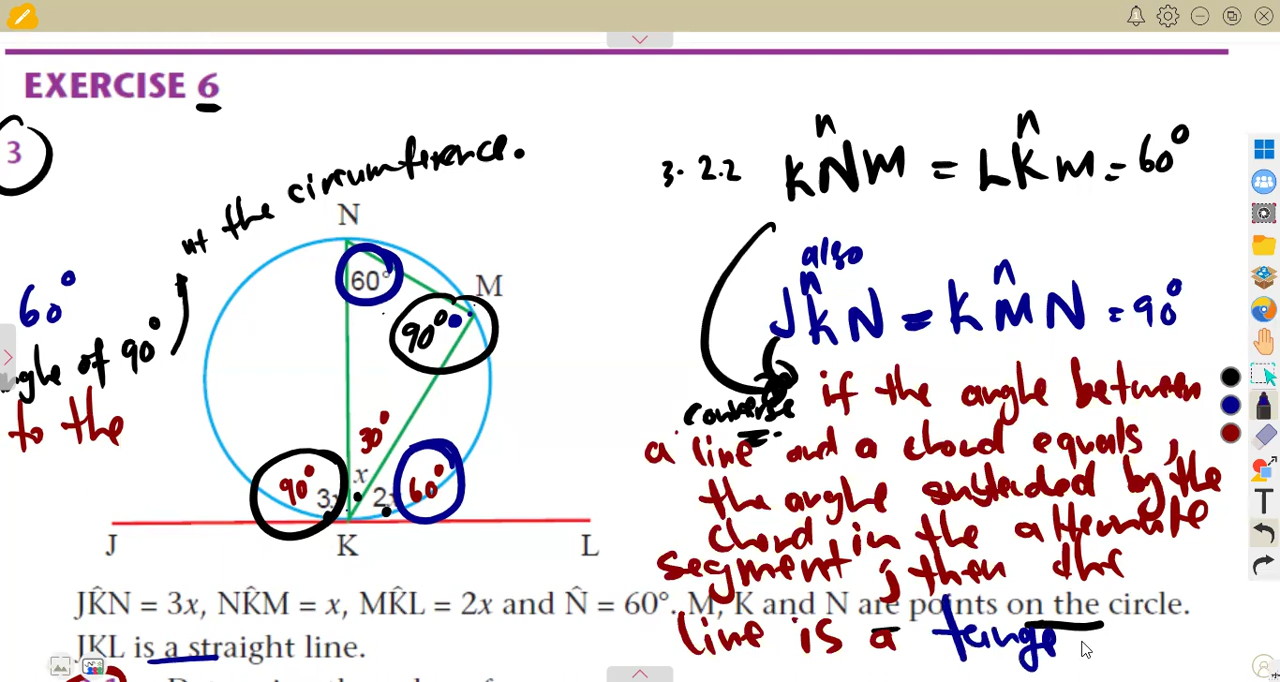 EXERCISE 6
3
at the circumference.
60°
angle of 90°
to the
N
60°
M
90°
30°
x
90°
3x
2x
60°
J
K
L
3.2.2 KN̂M = LK̂M = 60°
also
JK̂N = KM̂N = 90°
converse
if the angle between
a line and a chord equals,
the angle subtended by the
chord in the alternate
segment; then the
line is a tange
JK̂N = 3x, NK̂M = x, MK̂L = 2x and N̂ = 60°. M, K and N are points on the circle.
JKL is a straight line.